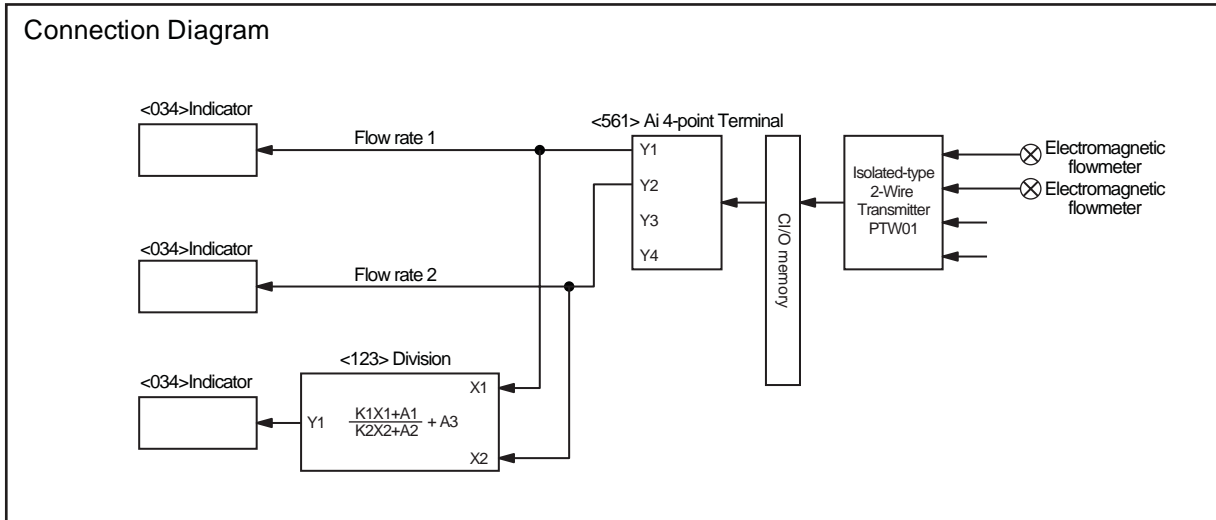 Connection Diagram
<034>Indicator
Flow rate 1
<561> Ai 4-point Terminal
Y1
Y2
Y3
Y4
CI/O memory
Isolated-type
2-Wire
Transmitter
PTW01
Electromagnetic
flowmeter
Electromagnetic
flowmeter
<034>Indicator
Flow rate 2
<123> Division
<034>Indicator
Y1
K1X1+A1
K2X2+A2
+ A3
X1
X2